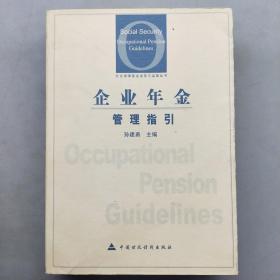 Social Security
Occupational Pension
Guidelines
企业年金
管理指引
孙建勇 主编
Occupational
Pension
Guidelines
中国财政经济出版社